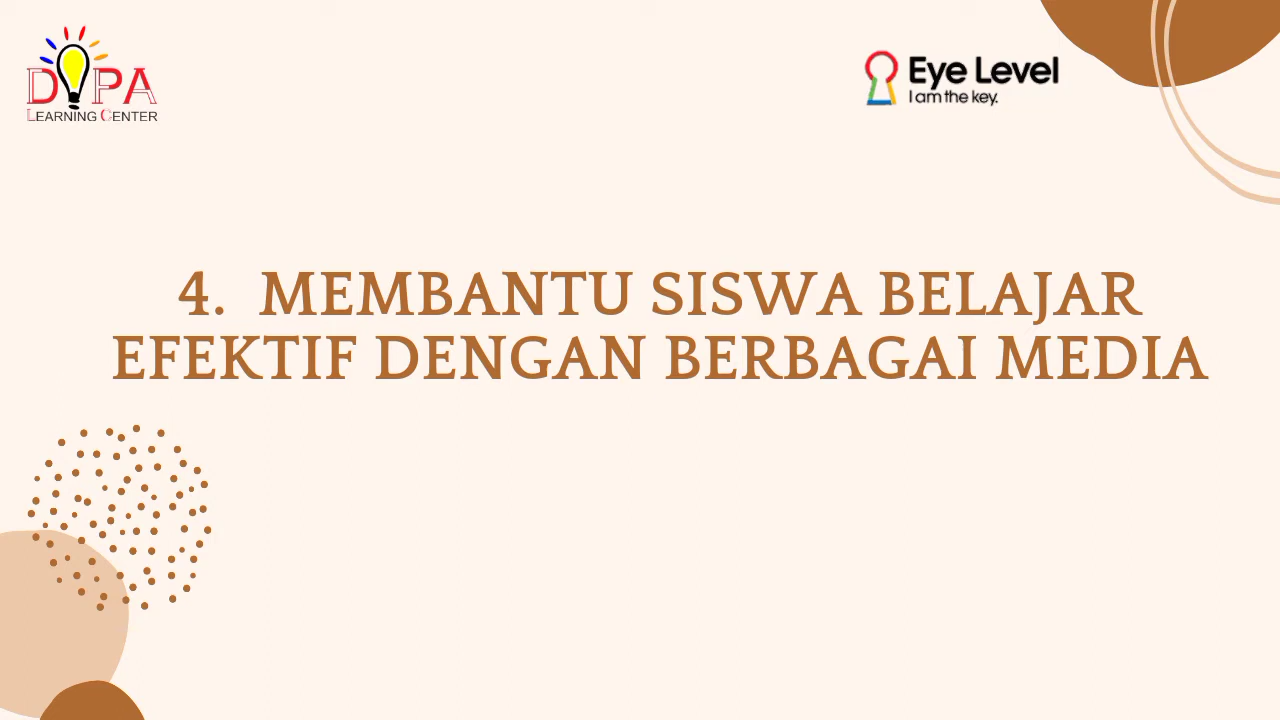 DIPA
LEARNING CENTER
Eye Level
I am the key.
4. MEMBANTU SISWA BELAJAR
EFEKTIF DENGAN BERBAGAI MEDIA